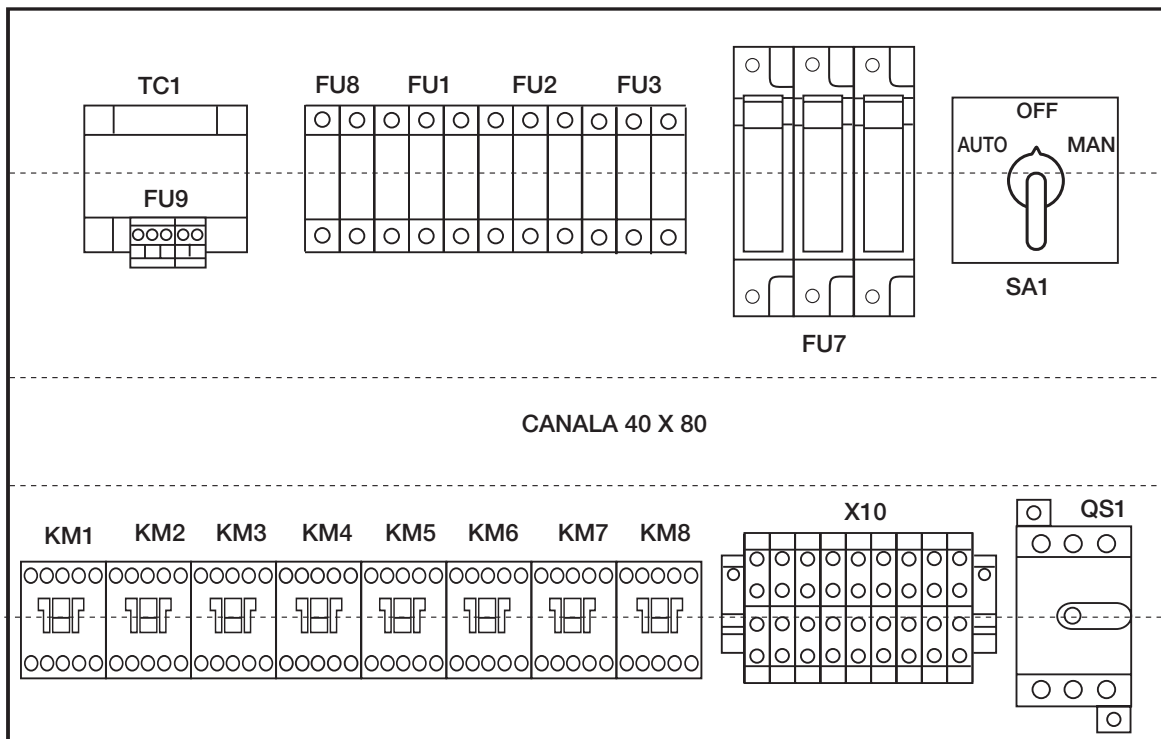 TC1
FU8 FU1 FU2 FU3
OFF
AUTO MAN
FU9
SA1
FU7
CANALA 40 X 80
KM1 KM2 KM3 KM4 KM5 KM6 KM7 KM8
X10
QS1